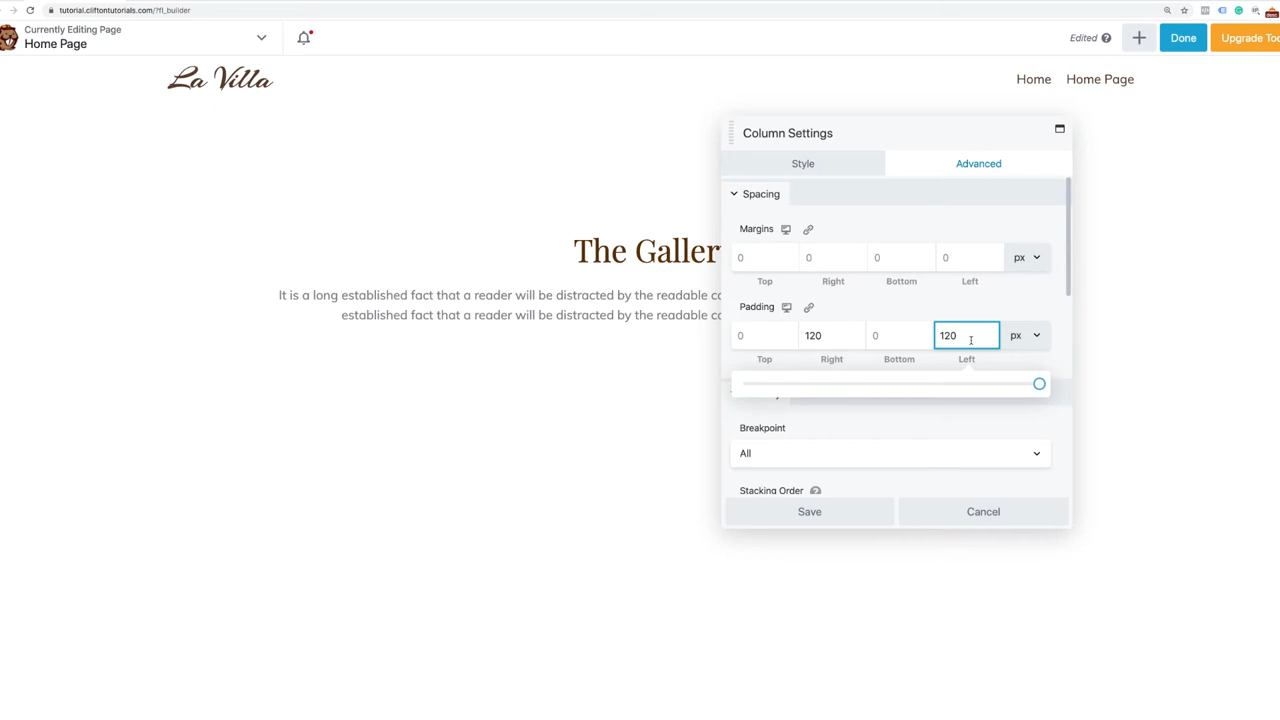 tutorial.cliftontutorials.com/?fl_builder
Currently Editing Page
Home Page
Edited
Done
Upgrade Too
La Villa
Home Home Page
Column Settings
Style Advanced
Spacing
Margins
0 0 0 0 px
Top Right Bottom Left
Padding
0 120 0 120 px
Top Right Bottom Left
The Galler
It is a long established fact that a reader will be distracted by the readable co
established fact that a reader will be distracted by the readable co
Breakpoint
All
Stacking Order
Save Cancel